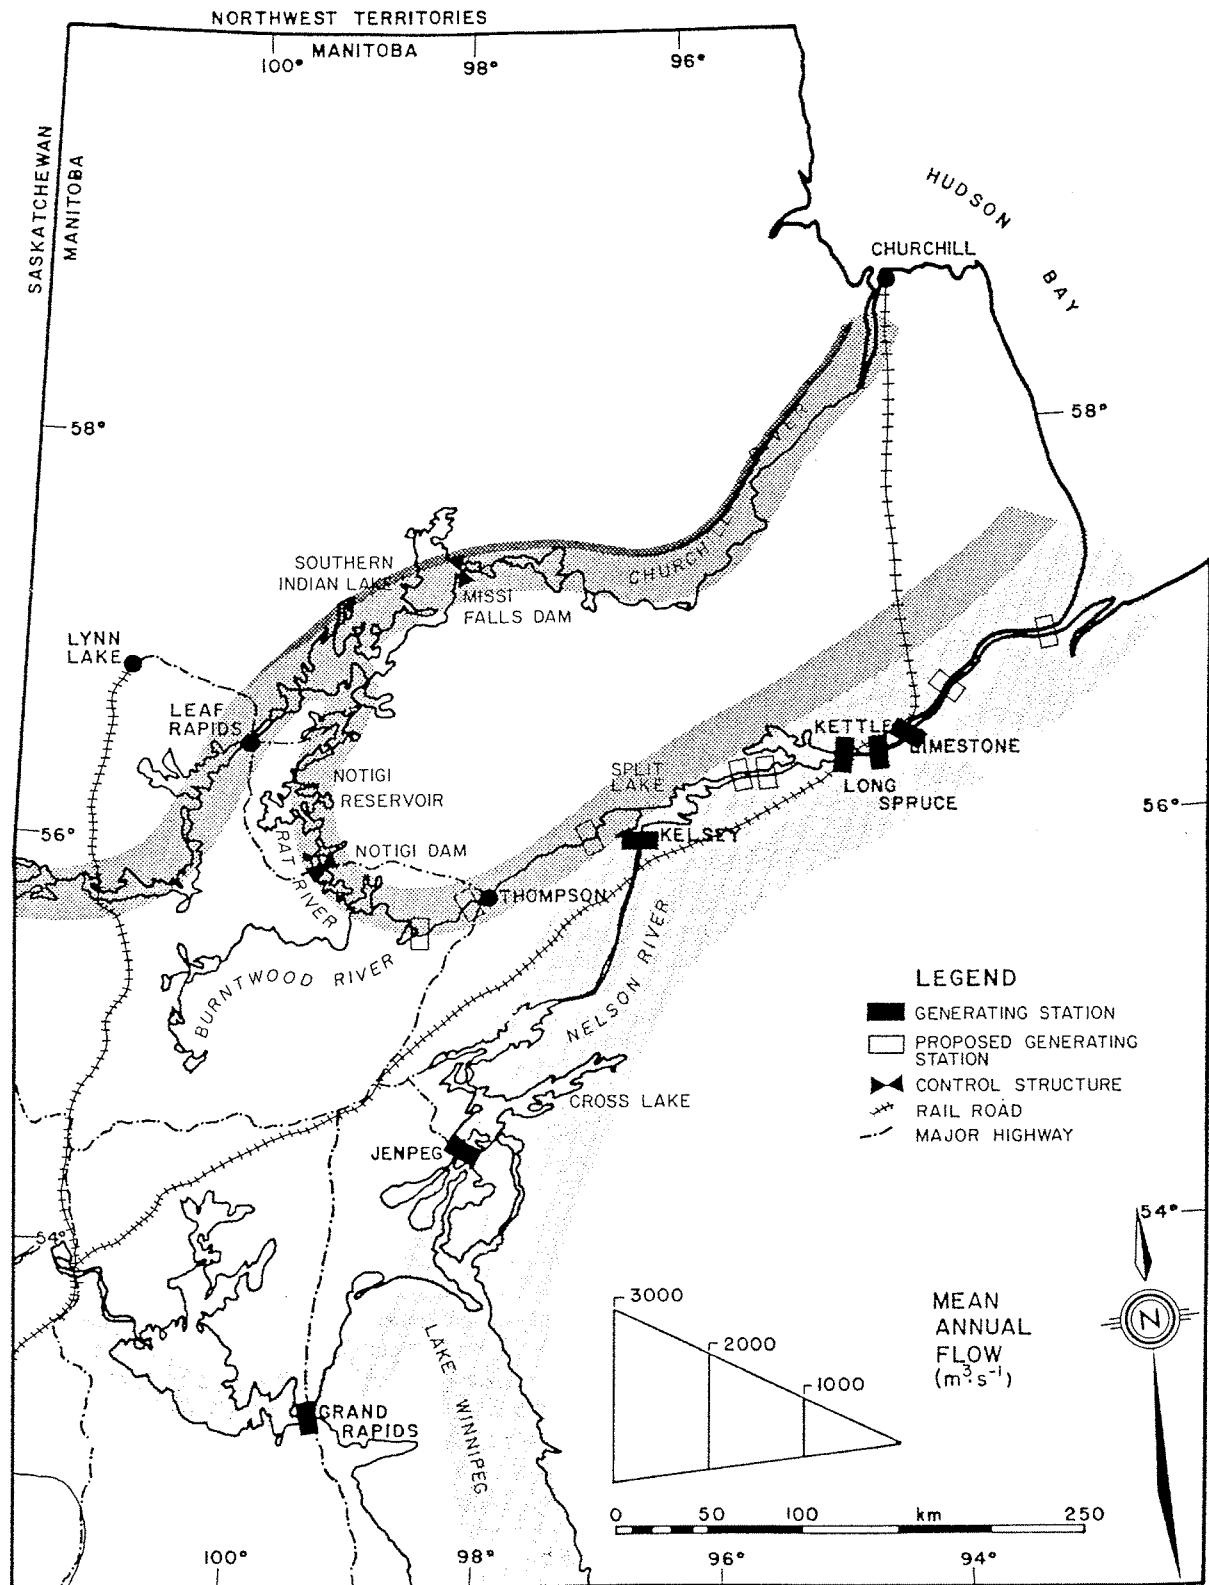 NORTHWEST TERRITORIES
MANITOBA
100°
98°
96°
SASKATCHEWAN
MANITOBA
HUDSON
BAY
CHURCHILL
58°
58°
CHURCHILL RIVER
SOUTHERN
INDIAN LAKE
MISSI
FALLS DAM
LYNN
LAKE
LEAF
RAPIDS
NOTIGI
RESERVOIR
KETTLE
LIMESTONE
SPLIT
LAKE
LONG
SPRUCE
56°
56°
KELSEY
RAT RIVER
NOTIGI DAM
THOMPSON
BURNTWOOD RIVER
NELSON RIVER
LEGEND
GENERATING STATION
PROPOSED GENERATING
STATION
CONTROL STRUCTURE
RAIL ROAD
MAJOR HIGHWAY
CROSS LAKE
JENPEG
54°
54°
3000
2000
1000
MEAN
ANNUAL
FLOW
(m³·s⁻¹)
N
LAKE WINNIPEG
GRAND
RAPIDS
0 50 100 km 250
100°
98°
96°
94°